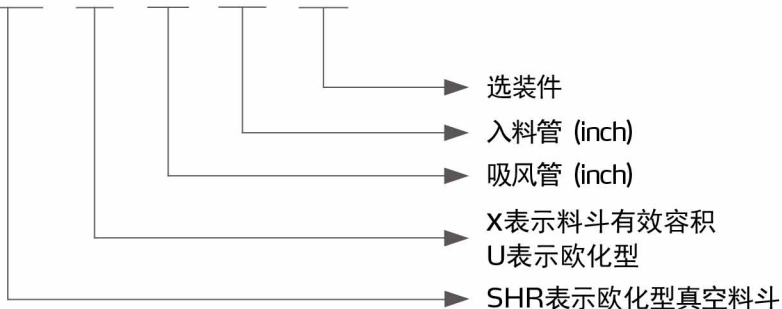 选装件
入料管 (inch)
吸风管 (inch)
X表示料斗有效容积
U表示欧化型
SHR表示欧化型真空料斗